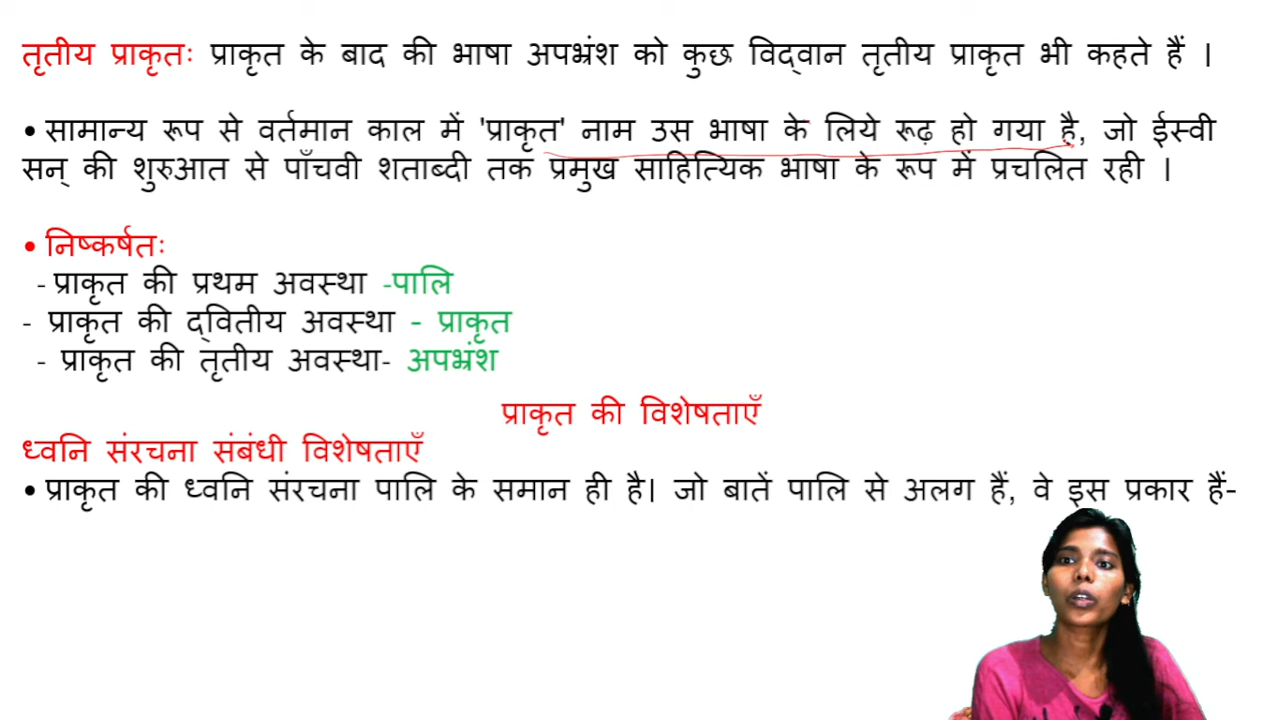 तृतीय प्राकृतः प्राकृत के बाद की भाषा अपभ्रंश को कुछ विद्वान तृतीय प्राकृत भी कहते हैं ।
• सामान्य रूप से वर्तमान काल में 'प्राकृत' नाम उस भाषा के लिये रूढ़ हो गया है, जो ईस्वी
सन् की शुरुआत से पाँचवी शताब्दी तक प्रमुख साहित्यिक भाषा के रूप में प्रचलित रही ।
• निष्कर्षतः
- प्राकृत की प्रथम अवस्था -पालि
- प्राकृत की द्वितीय अवस्था - प्राकृत
- प्राकृत की तृतीय अवस्था- अपभ्रंश
प्राकृत की विशेषताएँ
ध्वनि संरचना संबंधी विशेषताएँ
• प्राकृत की ध्वनि संरचना पालि के समान ही है। जो बातें पालि से अलग हैं, वे इस प्रकार हैं-